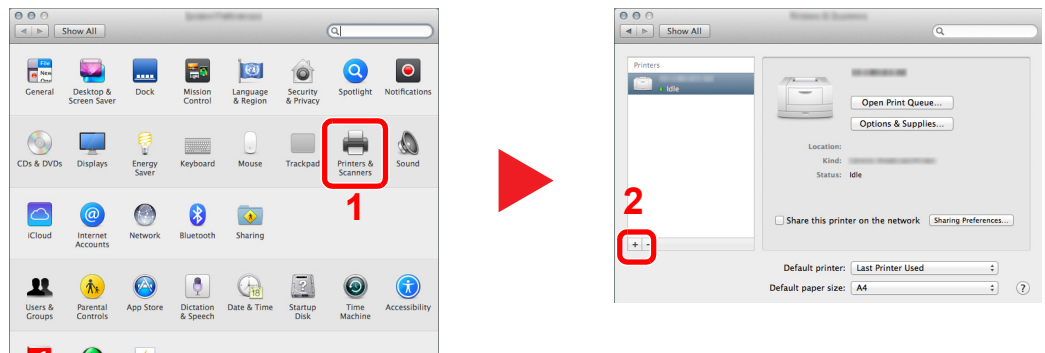 Show All
File
New
One
General
Desktop &
Screen Saver
Dock
Mission
Control
Language
& Region
Security
& Privacy
Spotlight
Notifications
CDs & DVDs
Displays
Energy
Saver
Keyboard
Mouse
Trackpad
Printers &
Scanners
Sound
1
iCloud
@
Internet
Accounts
Network
Bluetooth
Sharing
Users &
Groups
Parental
Controls
App Store
Dictation
& Speech
18
Date & Time
?
Startup
Disk
Time
Machine
Accessibility
Show All
Printers
Idle
Open Print Queue...
Options & Supplies...
Location:
Kind:
Status: Idle
2
Share this printer on the network
Sharing Preferences...
+ -
Default printer: Last Printer Used
Default paper size: A4
?